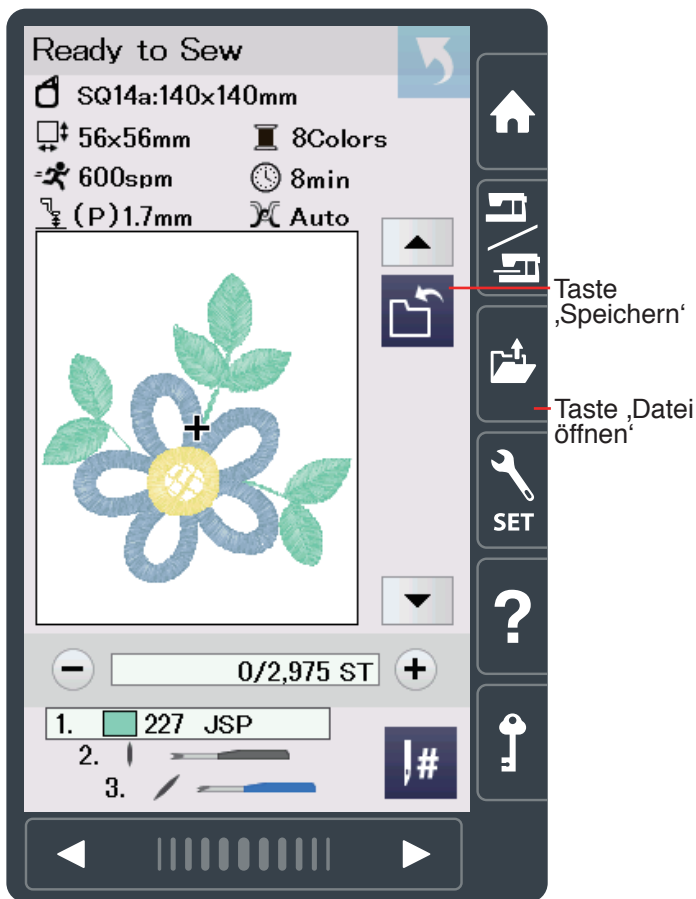 Ready to Sew
SQ14a:140x140mm
56x56mm
8Colors
600spm
8min
(P)1.7mm
Auto
Taste
‚Speichern‘
Taste ‚Datei
öffnen‘
SET
?
0/2,975 ST
1. 227 JSP
2.
3.
#